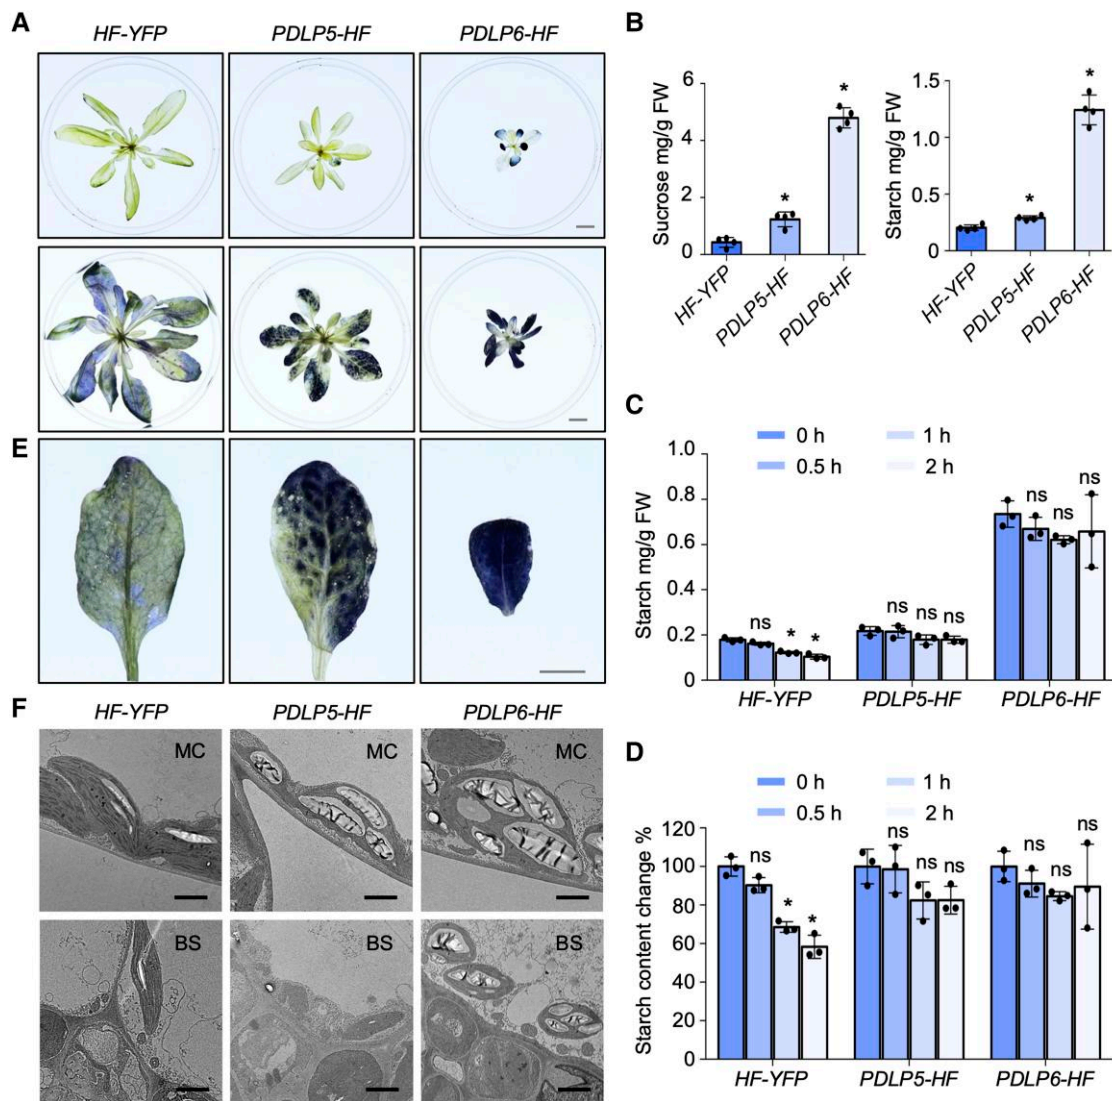 A
HF-YFP
PDLP5-HF
PDLP6-HF
B
Sucrose mg/g FW
6
4
2
0
*
*
HF-YFP
PDLP5-HF
PDLP6-HF
Starch mg/g FW
1.5
1.0
0.5
0
*
*
HF-YFP
PDLP5-HF
PDLP6-HF
E
C
0 h
1 h
0.5 h
2 h
Starch mg/g FW
1.0
0.8
0.6
0.4
0.2
0
ns
*
*
ns
ns
ns
ns
ns
ns
HF-YFP
PDLP5-HF
PDLP6-HF
F
HF-YFP
PDLP5-HF
PDLP6-HF
MC
MC
MC
BS
BS
BS
D
0 h
1 h
0.5 h
2 h
Starch content change %
120
100
80
60
40
20
0
ns
*
*
ns
ns
ns
ns
ns
ns
HF-YFP
PDLP5-HF
PDLP6-HF